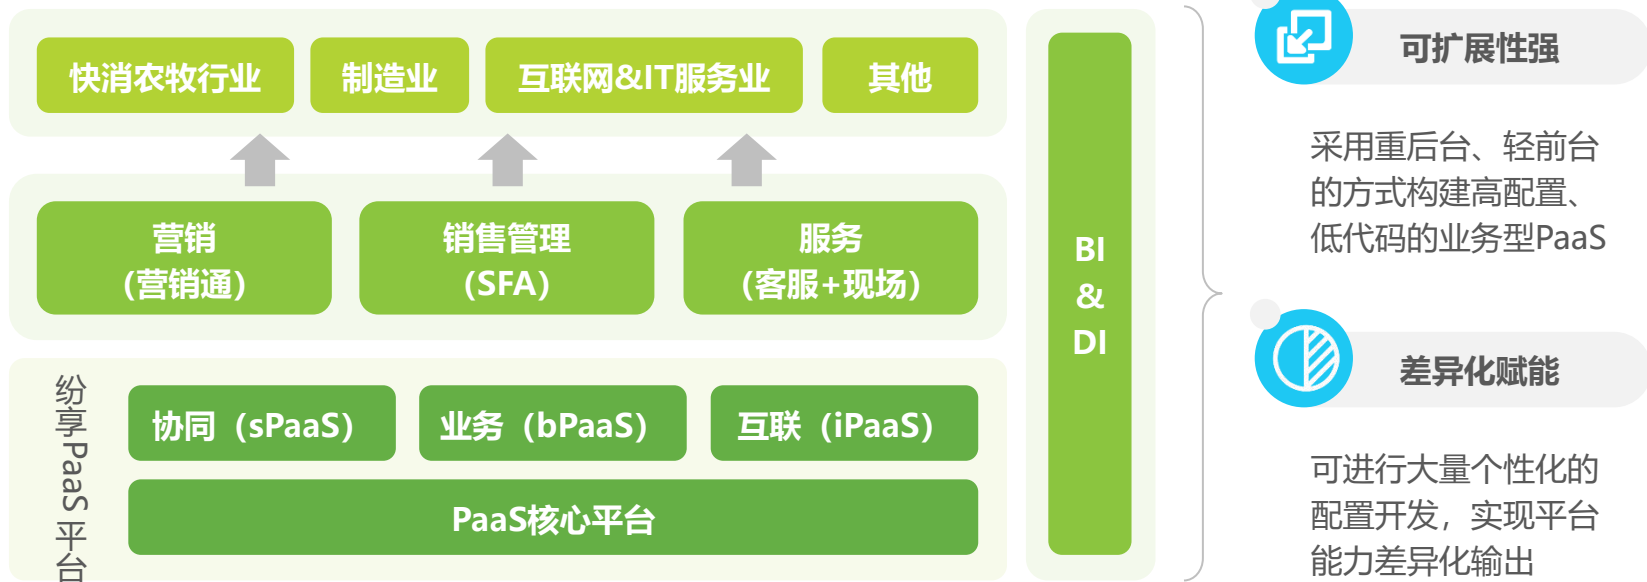 快消农牧行业
制造业
互联网&IT服务业
其他
营销
（营销通）
销售管理
（SFA）
服务
（客服+现场）
纷享PaaS平台
协同（sPaaS）
业务（bPaaS）
互联（iPaaS）
PaaS核心平台
BI
&
DI
可扩展性强
采用重后台、轻前台
的方式构建高配置、
低代码的业务型PaaS
差异化赋能
可进行大量个性化的
配置开发，实现平台
能力差异化输出